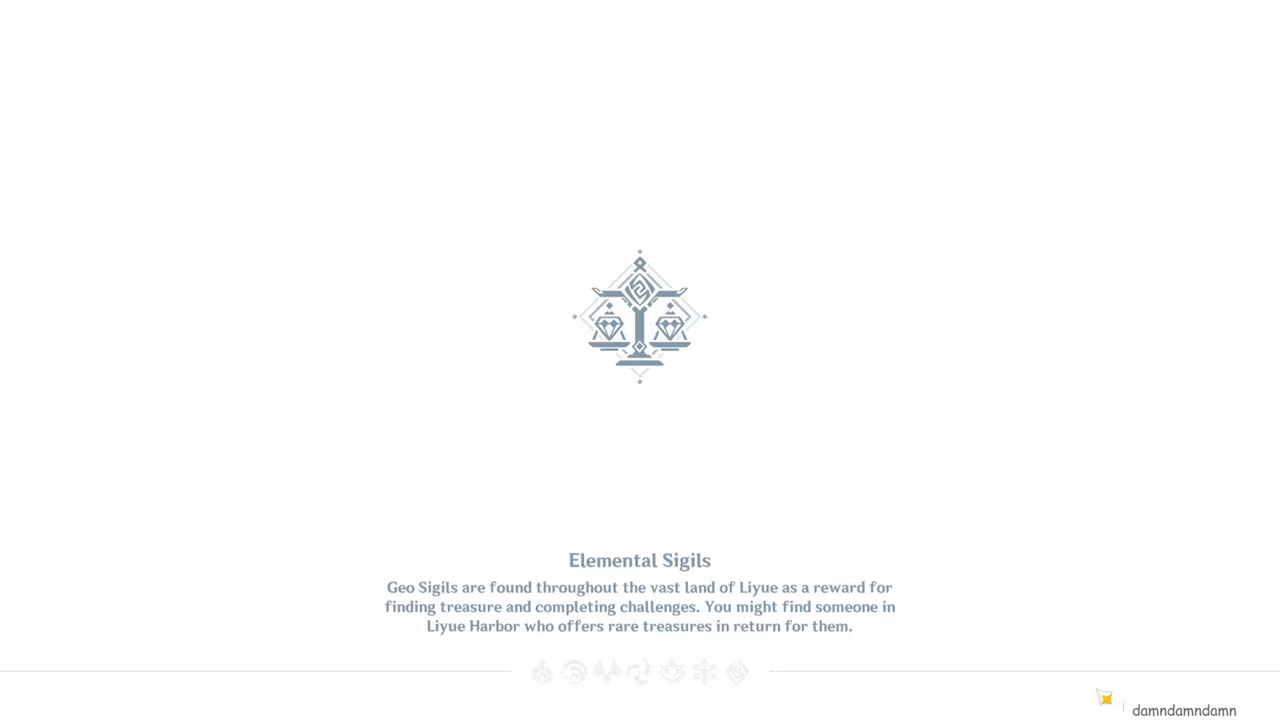 Elemental Sigils
Geo Sigils are found throughout the vast land of Liyue as a reward for
finding treasure and completing challenges. You might find someone in
Liyue Harbor who offers rare treasures in return for them.
damndamndamn